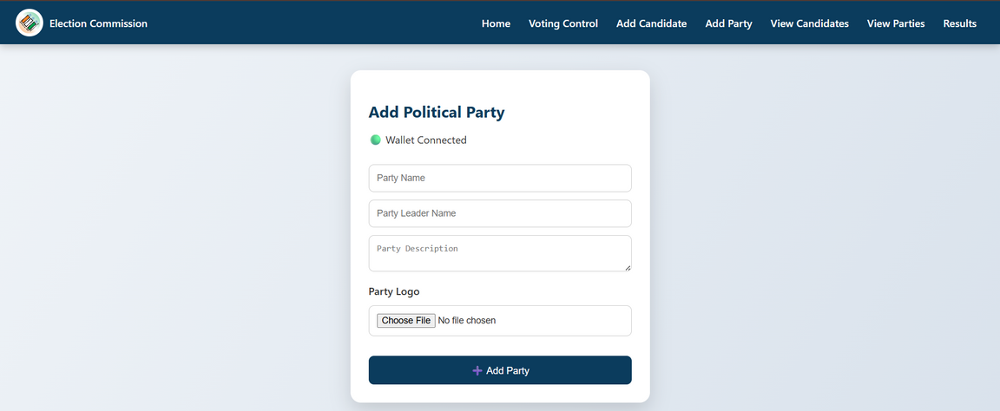 Election Commission Home Voting Control Add Candidate Add Party View Candidates View Parties Results
Add Political Party
Wallet Connected
Party Name
Party Leader Name
Party Description
Party Logo
Choose File No file chosen
Add Party